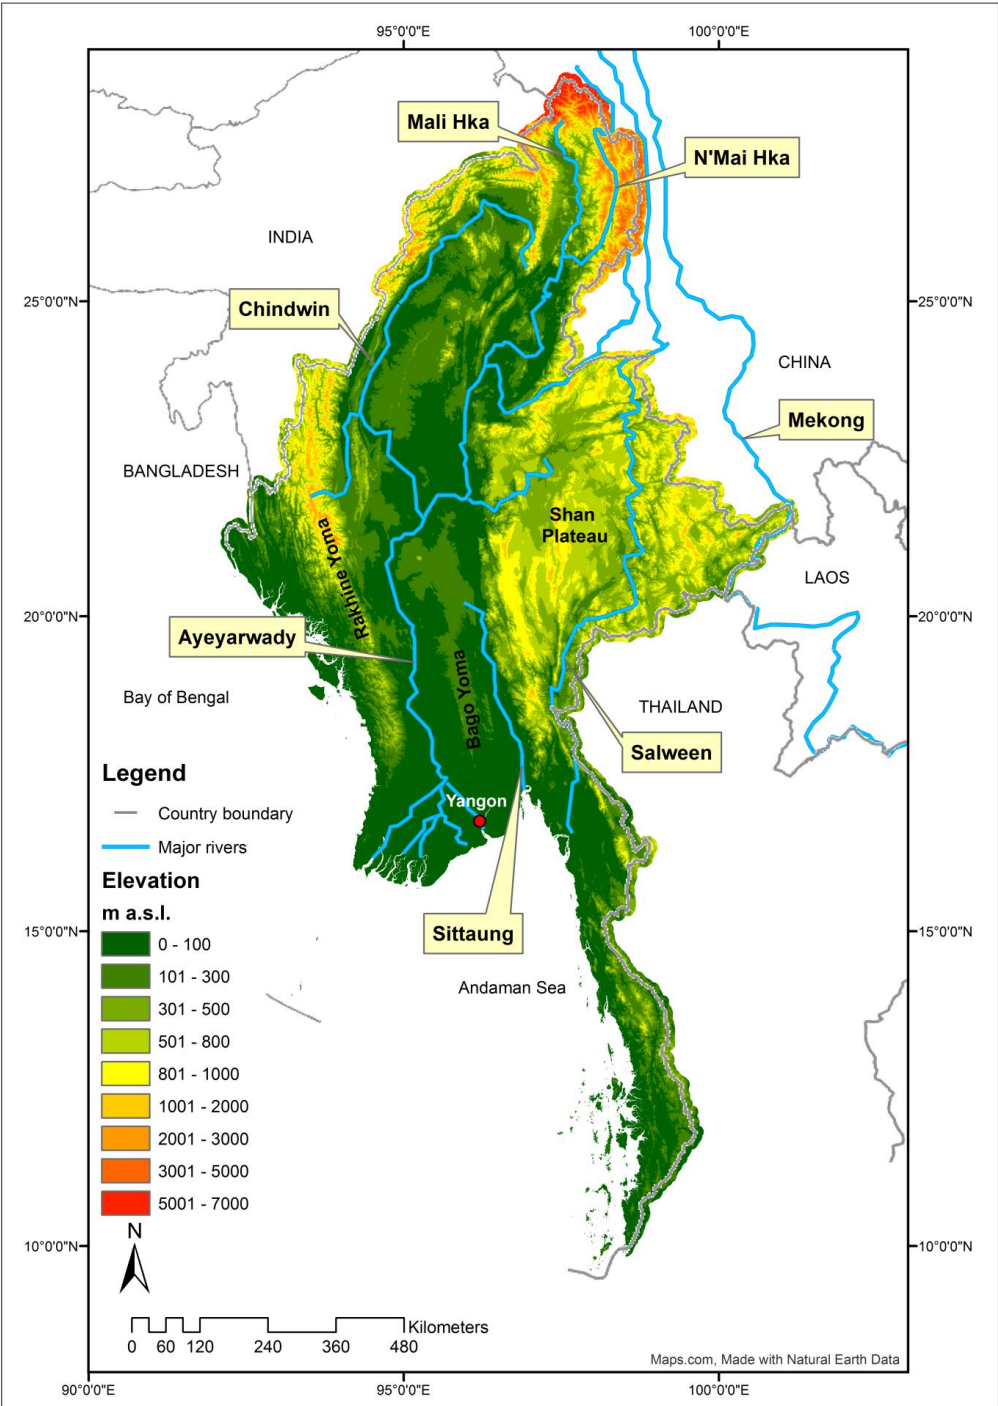 95°0'0"E
100°0'0"E
Mali Hka
N'Mai Hka
INDIA
25°0'0"N
25°0'0"N
Chindwin
CHINA
Mekong
BANGLADESH
Shan
Plateau
Rakhine Yoma
LAOS
20°0'0"N
20°0'0"N
Ayeyarwady
Bago Yoma
Bay of Bengal
THAILAND
Salween
Legend
Country boundary
Major rivers
Yangon
Elevation
m a.s.l.
Sittaung
15°0'0"N
15°0'0"N
0 - 100
101 - 300
Andaman Sea
301 - 500
501 - 800
801 - 1000
1001 - 2000
2001 - 3000
3001 - 5000
5001 - 7000
N
10°0'0"N
10°0'0"N
Kilometers
0 60 120 240 360 480
Maps.com, Made with Natural Earth Data
90°0'0"E
95°0'0"E
100°0'0"E